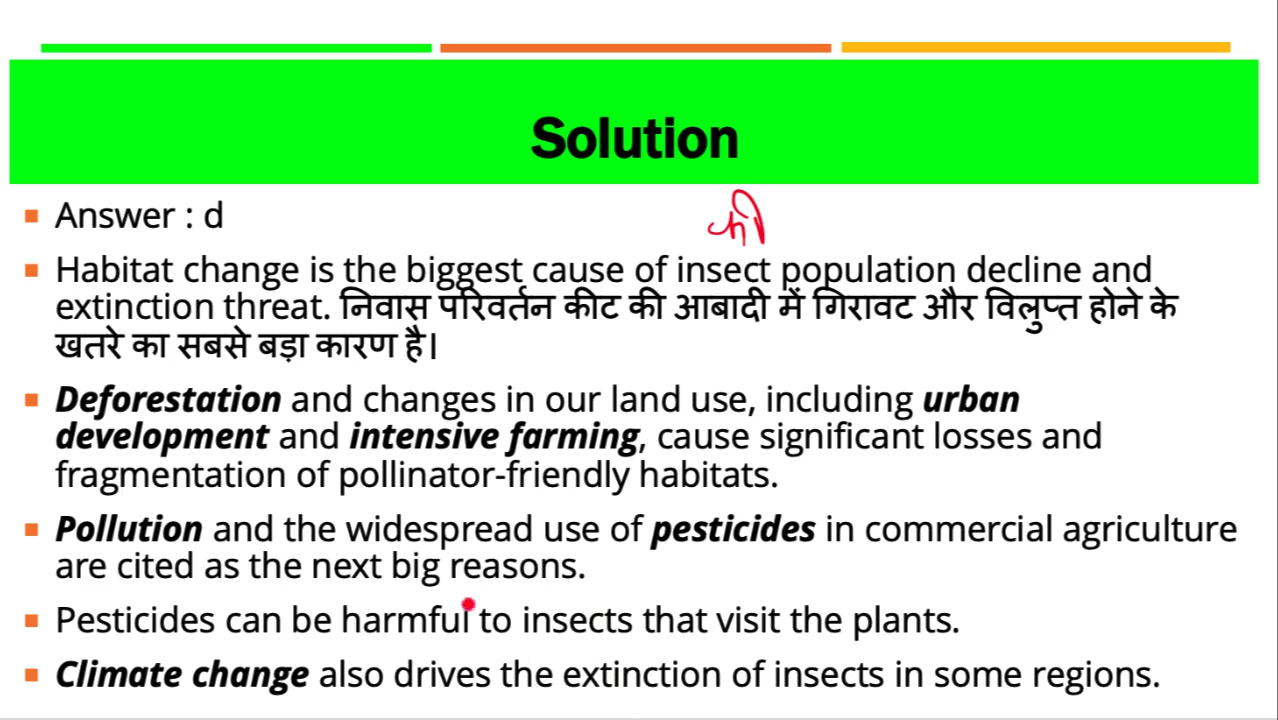 Solution
Answer : d
Habitat change is the biggest cause of insect population decline and
extinction threat. निवास परिवर्तन कीट की आबादी में गिरावट और विलुप्त होने के
खतरे का सबसे बड़ा कारण है।
Deforestation and changes in our land use, including urban
development and intensive farming, cause significant losses and
fragmentation of pollinator-friendly habitats.
Pollution and the widespread use of pesticides in commercial agriculture
are cited as the next big reasons.
Pesticides can be harmful to insects that visit the plants.
Climate change also drives the extinction of insects in some regions.